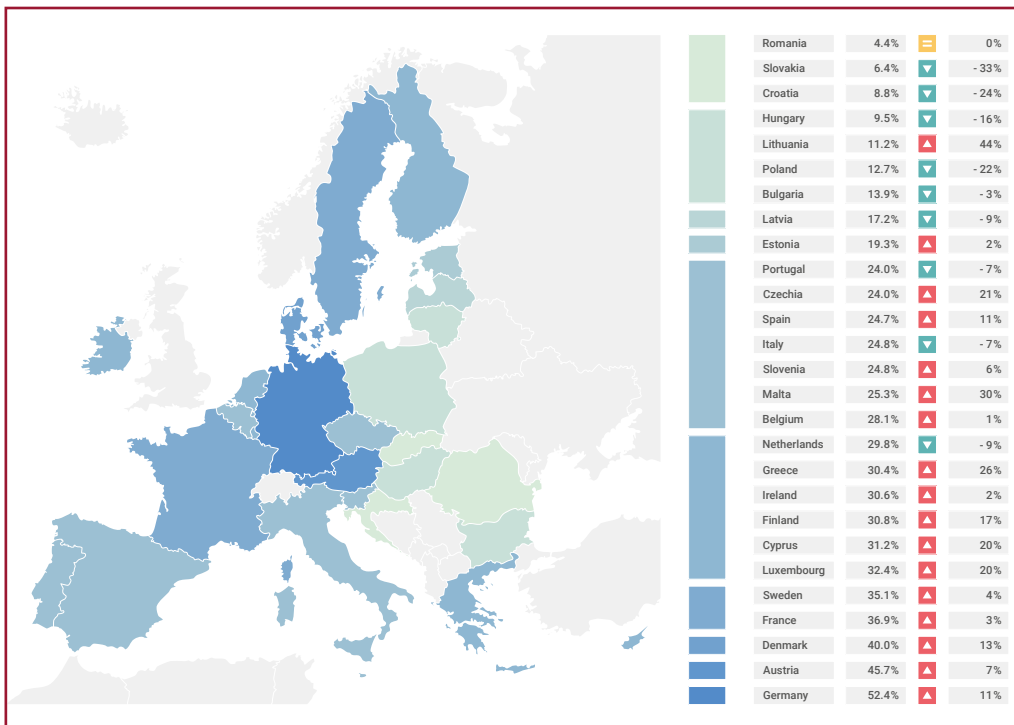 Romania 4.4% = 0%
Slovakia 6.4% ▼ - 33%
Croatia 8.8% ▼ - 24%
Hungary 9.5% ▼ - 16%
Lithuania 11.2% ▲ 44%
Poland 12.7% ▼ - 22%
Bulgaria 13.9% ▼ - 3%
Latvia 17.2% ▼ - 9%
Estonia 19.3% ▲ 2%
Portugal 24.0% ▼ - 7%
Czechia 24.0% ▲ 21%
Spain 24.7% ▲ 11%
Italy 24.8% ▼ - 7%
Slovenia 24.8% ▲ 6%
Malta 25.3% ▲ 30%
Belgium 28.1% ▲ 1%
Netherlands 29.8% ▼ - 9%
Greece 30.4% ▲ 26%
Ireland 30.6% ▲ 2%
Finland 30.8% ▲ 17%
Cyprus 31.2% ▲ 20%
Luxembourg 32.4% ▲ 20%
Sweden 35.1% ▲ 4%
France 36.9% ▲ 3%
Denmark 40.0% ▲ 13%
Austria 45.7% ▲ 7%
Germany 52.4% ▲ 11%